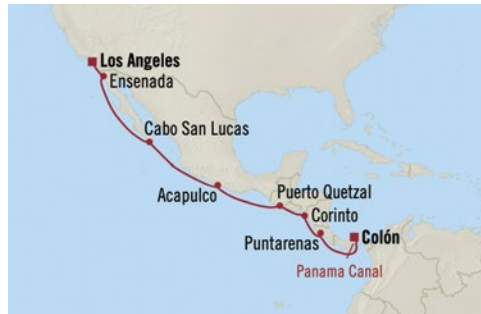 Los Angeles
Ensenada
Cabo San Lucas
Acapulco
Puerto Quetzal
Corinto
Puntarenas
Colón
Panama Canal